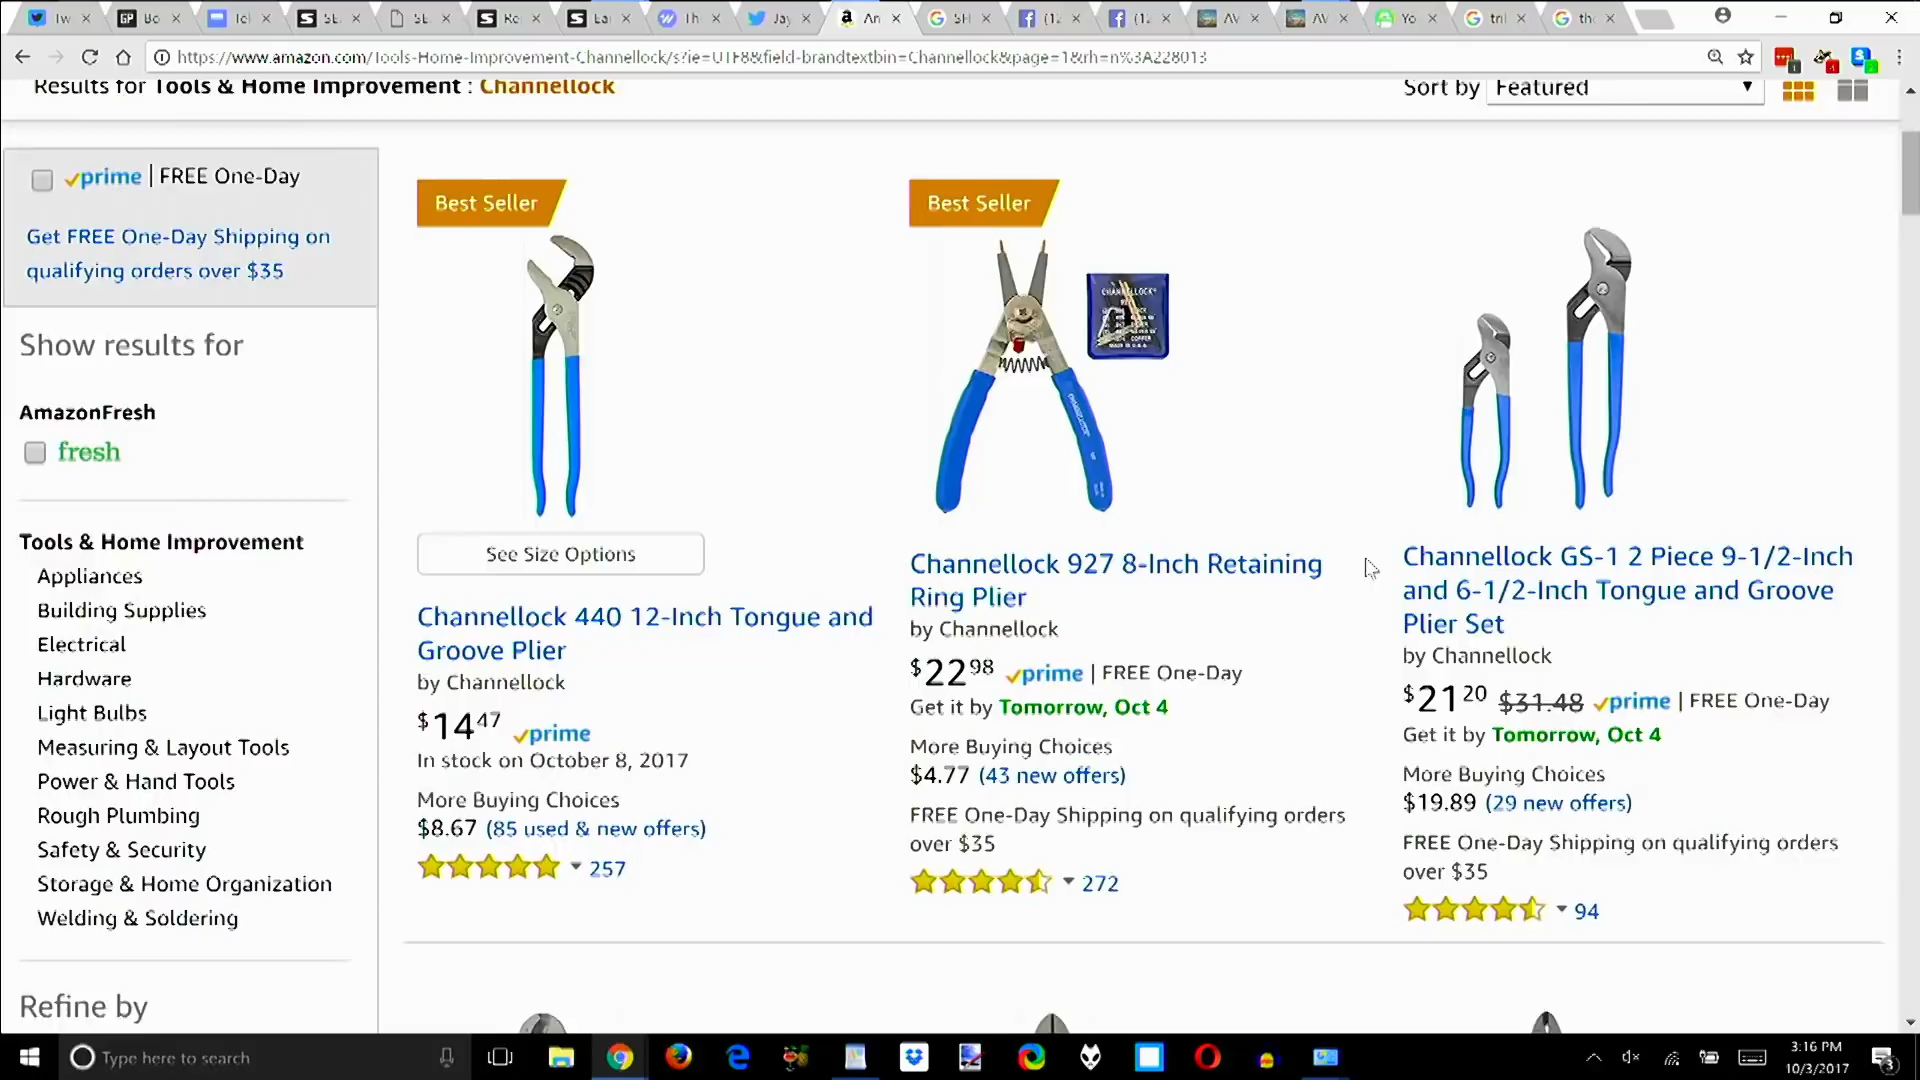 https://www.amazon.com/Tools-Home-Improvement-Channellock/s?ie=UTF8&field-brandtextbin=Channellock&page=1&rh=n%3A228013
Results for Tools & Home Improvement : Channellock
Sort by Featured
prime | FREE One-Day
Get FREE One-Day Shipping on
qualifying orders over $35
Show results for
AmazonFresh
fresh
Tools & Home Improvement
Appliances
Building Supplies
Electrical
Hardware
Light Bulbs
Measuring & Layout Tools
Power & Hand Tools
Rough Plumbing
Safety & Security
Storage & Home Organization
Welding & Soldering
Refine by
Best Seller
See Size Options
Channellock 440 12-Inch Tongue and
Groove Plier
by Channellock
$14 47 prime
In stock on October 8, 2017
More Buying Choices
$8.67 (85 used & new offers)
257
Best Seller
Channellock 927 8-Inch Retaining
Ring Plier
by Channellock
$22 98 prime | FREE One-Day
Get it by Tomorrow, Oct 4
More Buying Choices
$4.77 (43 new offers)
FREE One-Day Shipping on qualifying orders
over $35
272
Channellock GS-1 2 Piece 9-1/2-Inch
and 6-1/2-Inch Tongue and Groove
Plier Set
by Channellock
$21 20 $31.48 prime | FREE One-Day
Get it by Tomorrow, Oct 4
More Buying Choices
$19.89 (29 new offers)
FREE One-Day Shipping on qualifying orders
over $35
94
Type here to search
3:16 PM
10/3/2017